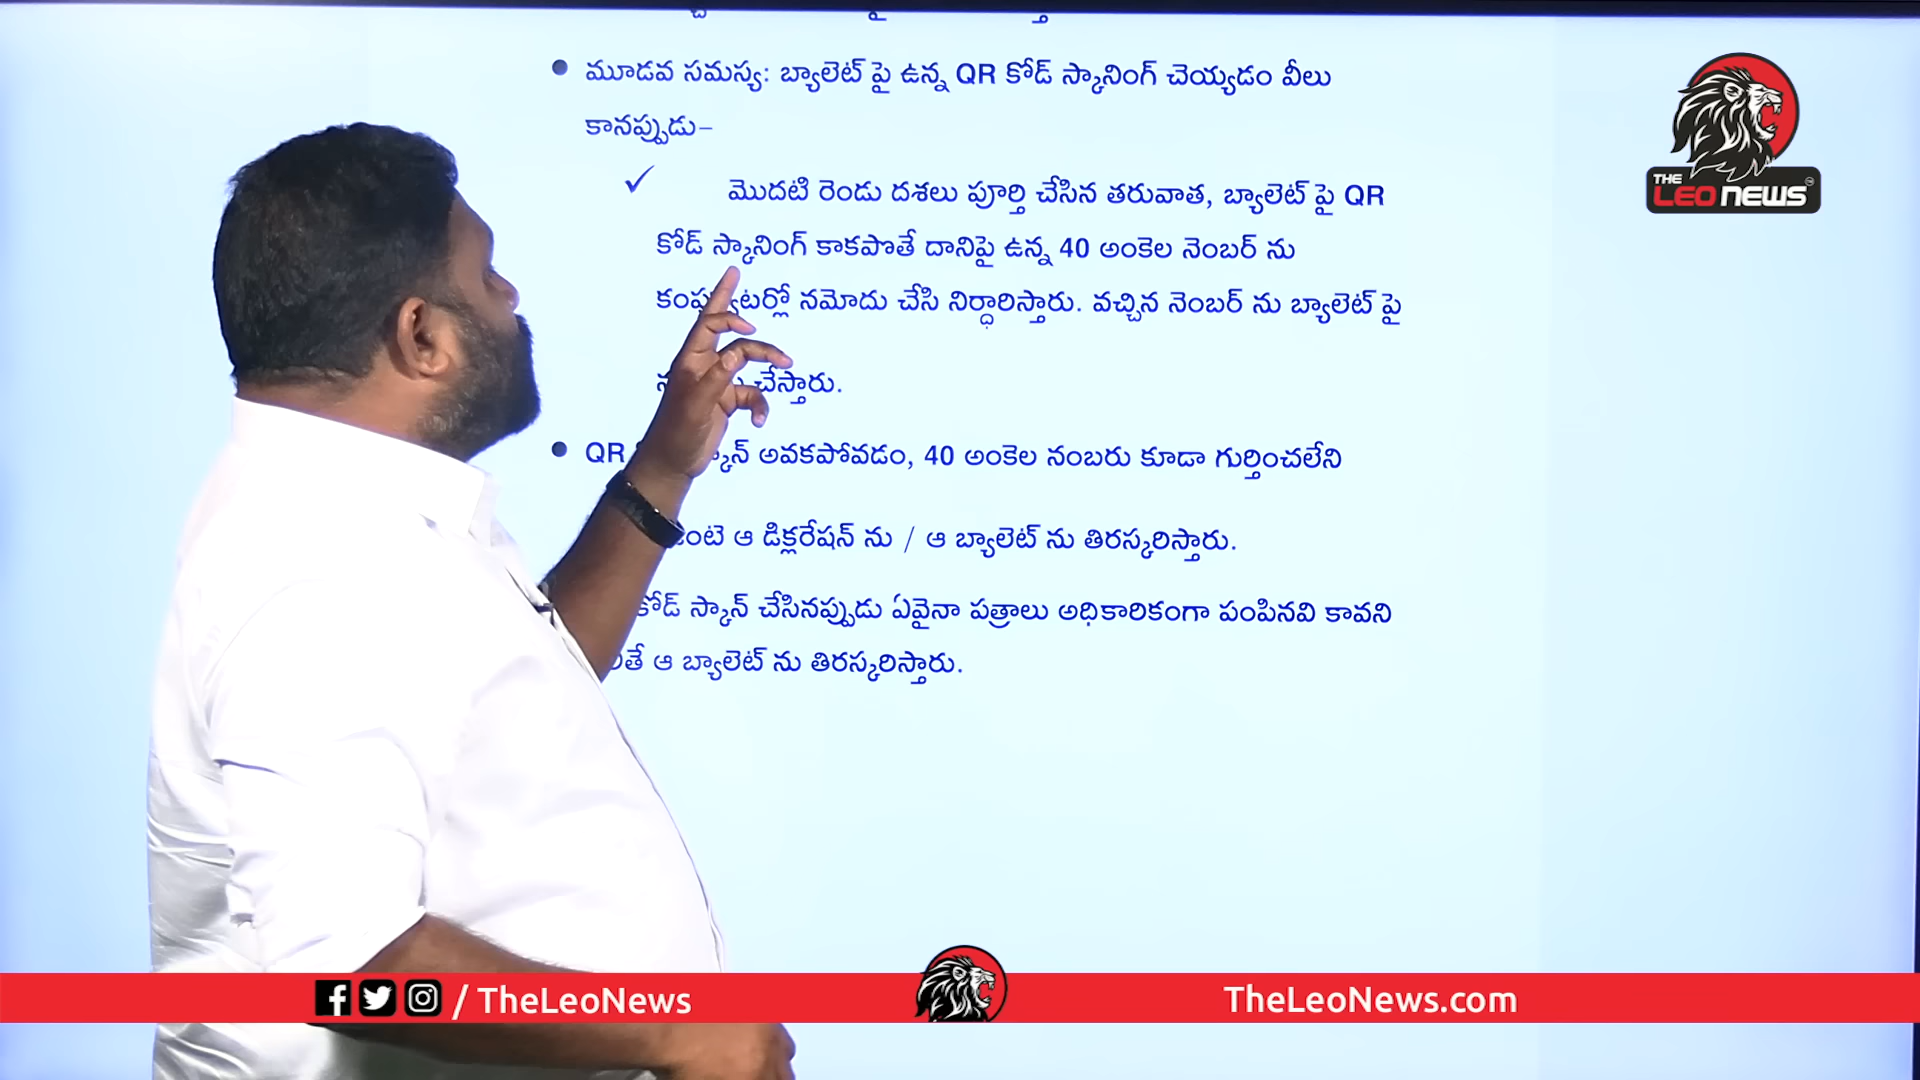 మూడవ సమస్య: బ్యాలెట్ పై ఉన్న QR కోడ్ స్కానింగ్ చెయ్యడం వీలు
కానప్పుడు–
మొదటి రెండు దశలు పూర్తి చేసిన తరువాత, బ్యాలెట్ పై QR
కోడ్ స్కానింగ్ కాకపొతే దానిపై ఉన్న 40 అంకెల నెంబర్ ను
నమోదు చేసి నిర్ధారిస్తారు. వచ్చిన నెంబర్ ను బ్యాలెట్ పై
చేస్తారు.
QR అవకపోవడం, 40 అంకెల నంబరు కూడా గుర్తించలేని
ఆ డిక్లరేషన్ ను / ఆ బ్యాలెట్ ను తిరస్కరిస్తారు.
కోడ్ స్కాన్ చేసినప్పుడు ఏవైనా పత్రాలు అధికారికంగా పంపినవి కావని
ఆ బ్యాలెట్ ను తిరస్కరిస్తారు.
THE
LEO NEWS
/ TheLeoNews
TheLeoNews.com